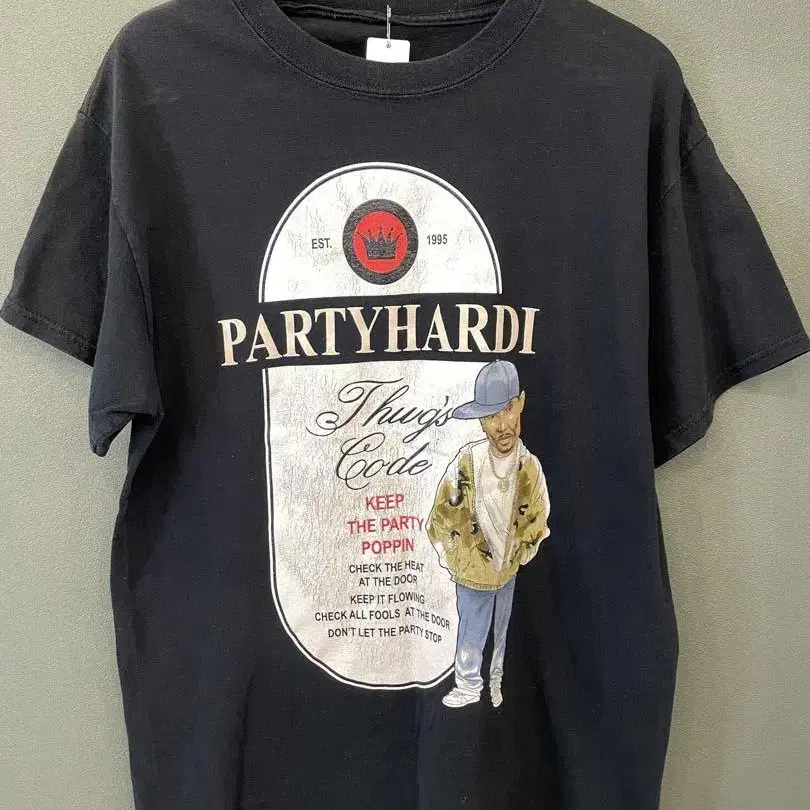 EST. 1995
PARTYHARDI
Thug's
Code
KEEP
THE PARTY
POPPIN
CHECK THE HEAT
AT THE DOOR
KEEP IT FLOWING
CHECK ALL FOOLS AT THE DOOR
DON'T LET THE PARTY STOP